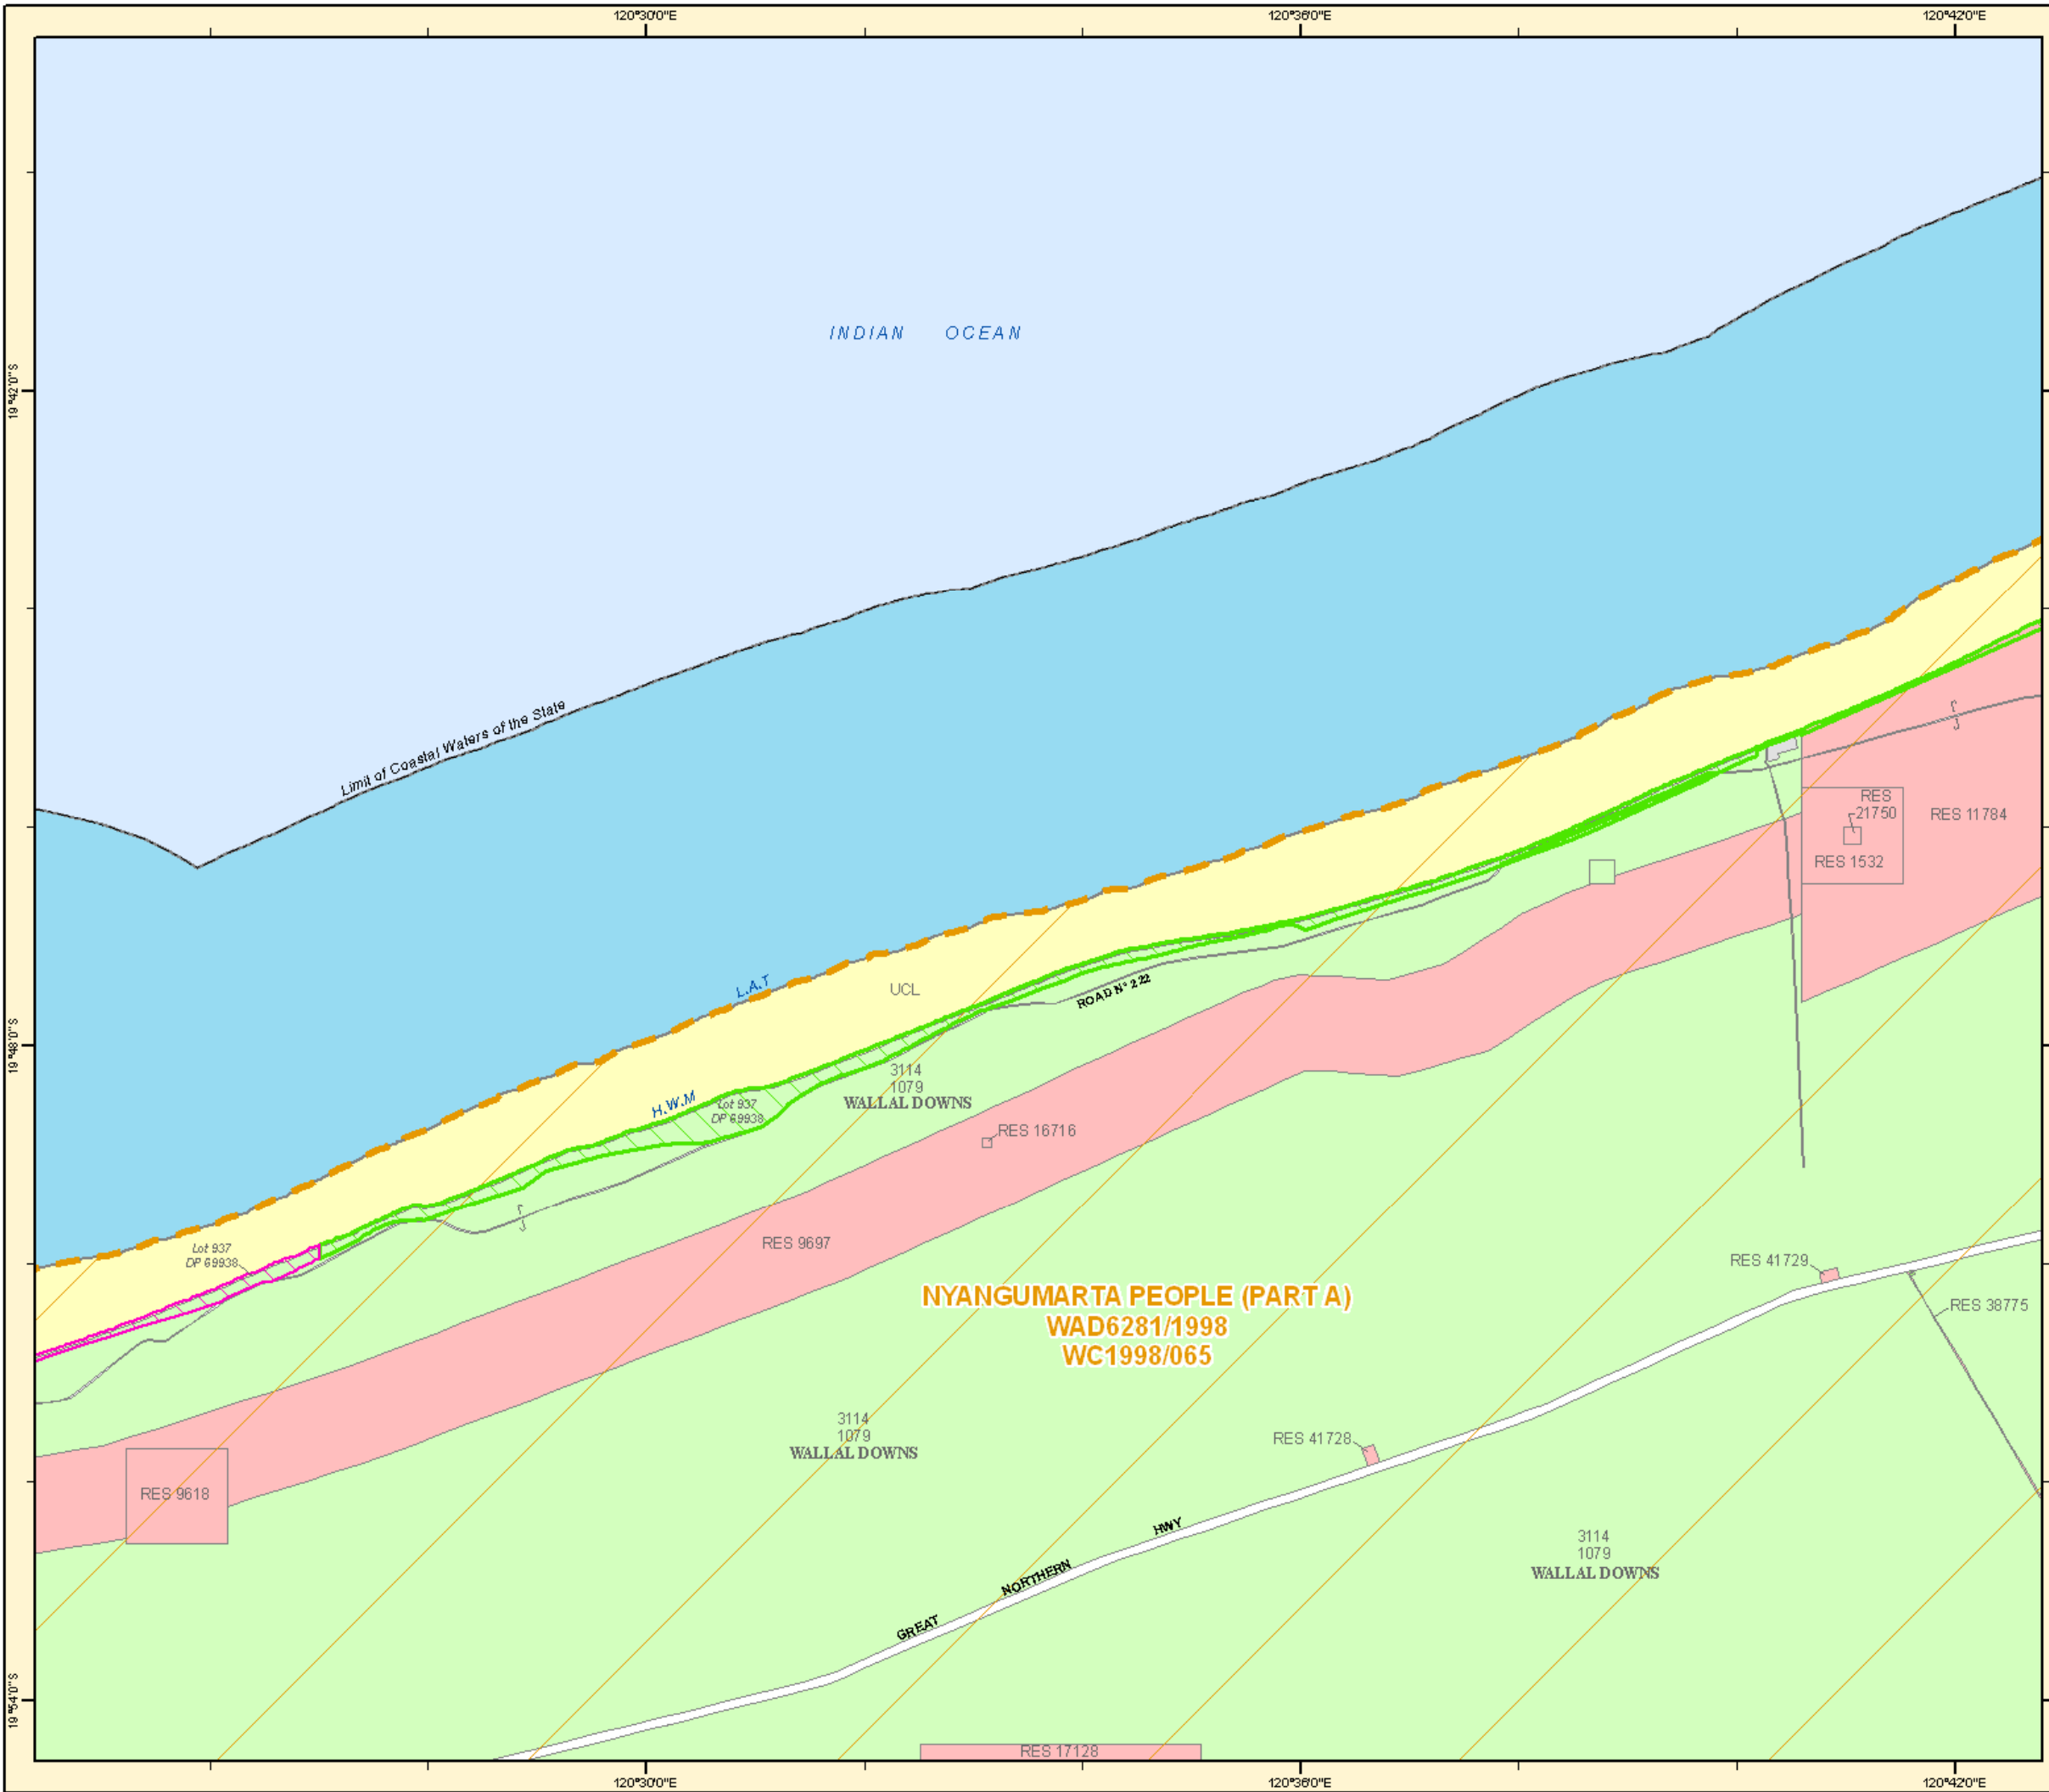 120°30'0"E
120°36'0"E
120°42'0"E
19°42'0"S
INDIAN OCEAN
Limit of Coastal Waters of the State
RES
21750
RES 11784
RES 1532
L.A.T
UCL
ROAD N° 222
19°48'0"S
3114
1079
WALLAL DOWNS
H.W.M
Lot 937
DP 69938
RES 16716
Lot 937
DP 69938
RES 9697
RES 41729
NYANGUMARTA PEOPLE (PART A)
WAD6281/1998
WC1998/065
RES 38775
3114
1079
WALLAL DOWNS
RES 41728
RES 9618
GREAT NORTHERN HWY
3114
1079
WALLAL DOWNS
19°54'0"S
RES 17128
120°30'0"E
120°36'0"E
120°42'0"E